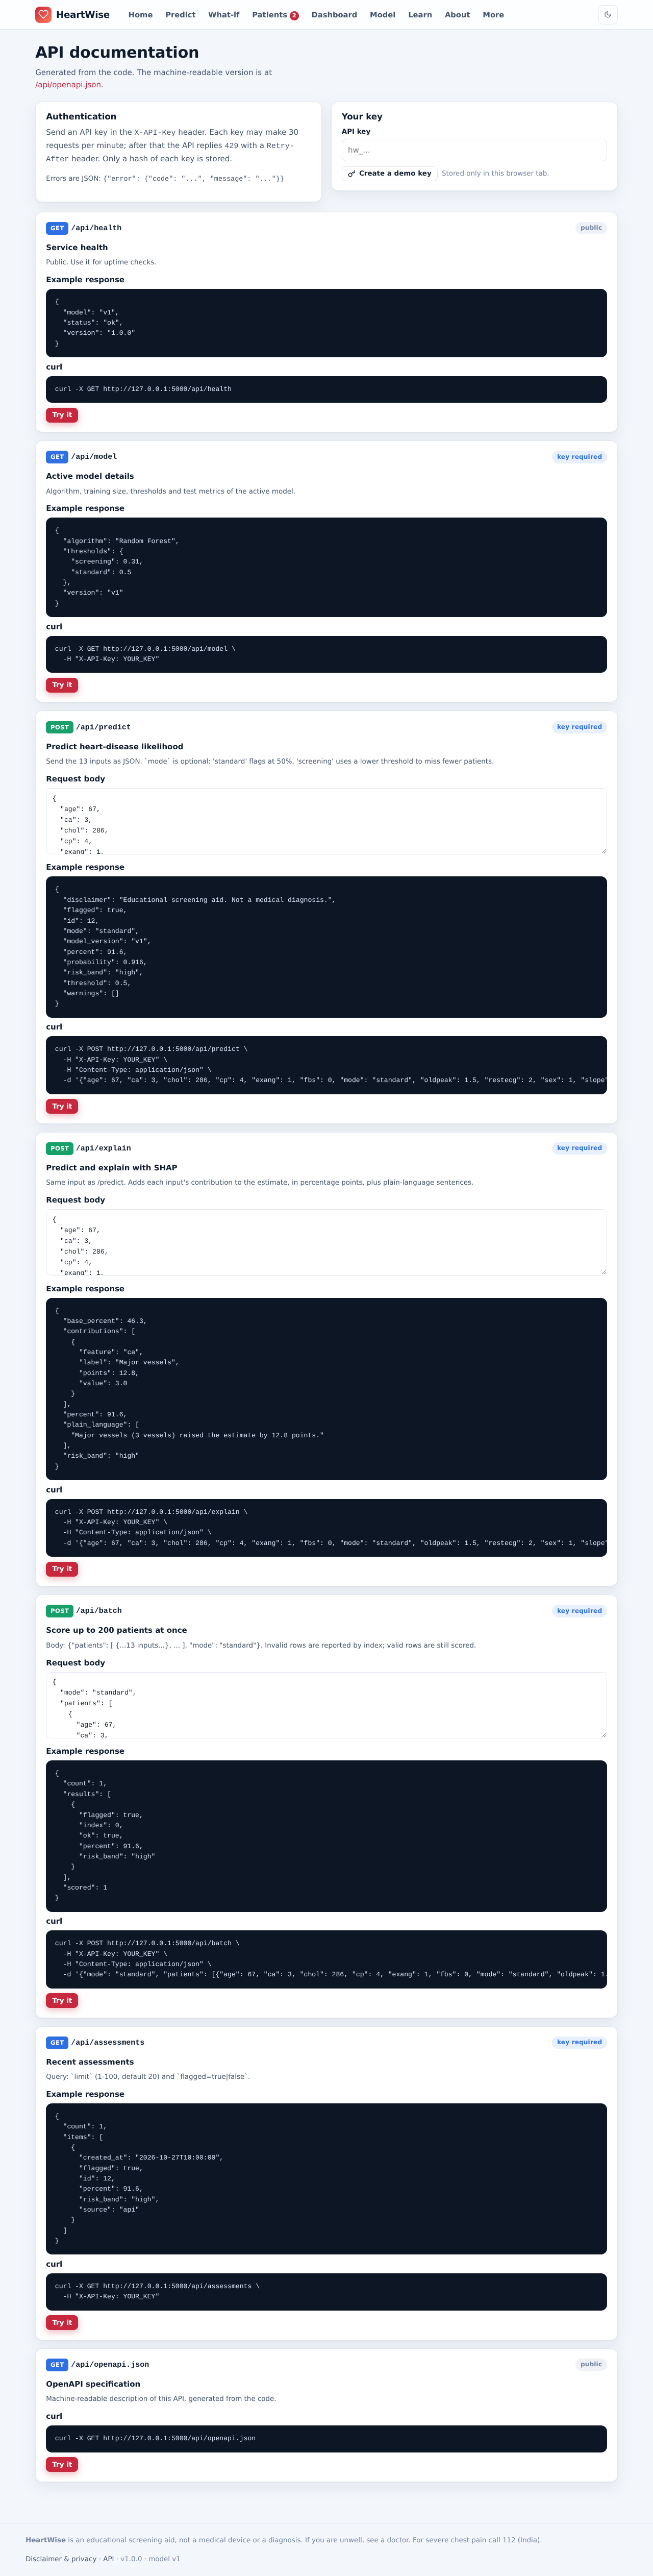 HeartWise Home Predict What-if Patients 2 Dashboard Model Learn About More
API documentation
Generated from the code. The machine-readable version is at
/api/openapi.json.
Authentication
Send an API key in the X-API-Key header. Each key may make 30
requests per minute; after that the API replies 429 with a Retry-
After header. Only a hash of each key is stored.
Errors are JSON: {"error": {"code": "...", "message": "..."}}
Your key
API key
hw_...
Create a demo key Stored only in this browser tab.
GET /api/health public
Service health
Public. Use it for uptime checks.
Example response
{
  "model": "v1",
  "status": "ok",
  "version": "1.0.0"
}
curl
curl -X GET http://127.0.0.1:5000/api/health
Try it
GET /api/model key required
Active model details
Algorithm, training size, thresholds and test metrics of the active model.
Example response
{
  "algorithm": "Random Forest",
  "thresholds": {
    "screening": 0.31,
    "standard": 0.5
  },
  "version": "v1"
}
curl
curl -X GET http://127.0.0.1:5000/api/model \
  -H "X-API-Key: YOUR_KEY"
Try it
POST /api/predict key required
Predict heart-disease likelihood
Send the 13 inputs as JSON. `mode` is optional: 'standard' flags at 50%, 'screening' uses a lower threshold to miss fewer patients.
Request body
{
  "age": 67,
  "ca": 3,
  "chol": 286,
  "cp": 4,
  "exang": 1,
Example response
{
  "disclaimer": "Educational screening aid. Not a medical diagnosis.",
  "flagged": true,
  "id": 12,
  "mode": "standard",
  "model_version": "v1",
  "percent": 91.6,
  "probability": 0.916,
  "risk_band": "high",
  "threshold": 0.5,
  "warnings": []
}
curl
curl -X POST http://127.0.0.1:5000/api/predict \
  -H "X-API-Key: YOUR_KEY" \
  -H "Content-Type: application/json" \
  -d '{"age": 67, "ca": 3, "chol": 286, "cp": 4, "exang": 1, "fbs": 0, "mode": "standard", "oldpeak": 1.5, "restecg": 2, "sex": 1, "slope"
Try it
POST /api/explain key required
Predict and explain with SHAP
Same input as /predict. Adds each input's contribution to the estimate, in percentage points, plus plain-language sentences.
Request body
{
  "age": 67,
  "ca": 3,
  "chol": 286,
  "cp": 4,
  "exang": 1,
Example response
{
  "base_percent": 46.3,
  "contributions": [
    {
      "feature": "ca",
      "label": "Major vessels",
      "points": 12.8,
      "value": 3.0
    }
  ],
  "percent": 91.6,
  "plain_language": [
    "Major vessels (3 vessels) raised the estimate by 12.8 points."
  ],
  "risk_band": "high"
}
curl
curl -X POST http://127.0.0.1:5000/api/explain \
  -H "X-API-Key: YOUR_KEY" \
  -H "Content-Type: application/json" \
  -d '{"age": 67, "ca": 3, "chol": 286, "cp": 4, "exang": 1, "fbs": 0, "mode": "standard", "oldpeak": 1.5, "restecg": 2, "sex": 1, "slope"
Try it
POST /api/batch key required
Score up to 200 patients at once
Body: {"patients": [ {...13 inputs...}, ... ], "mode": "standard"}. Invalid rows are reported by index; valid rows are still scored.
Request body
{
  "mode": "standard",
  "patients": [
    {
      "age": 67,
      "ca": 3,
Example response
{
  "count": 1,
  "results": [
    {
      "flagged": true,
      "index": 0,
      "ok": true,
      "percent": 91.6,
      "risk_band": "high"
    }
  ],
  "scored": 1
}
curl
curl -X POST http://127.0.0.1:5000/api/batch \
  -H "X-API-Key: YOUR_KEY" \
  -H "Content-Type: application/json" \
  -d '{"mode": "standard", "patients": [{"age": 67, "ca": 3, "chol": 286, "cp": 4, "exang": 1, "fbs": 0, "mode": "standard", "oldpeak": 1.
Try it
GET /api/assessments key required
Recent assessments
Query: `limit` (1-100, default 20) and `flagged=true|false`.
Example response
{
  "count": 1,
  "items": [
    {
      "created_at": "2026-10-27T10:00:00",
      "flagged": true,
      "id": 12,
      "percent": 91.6,
      "risk_band": "high",
      "source": "api"
    }
  ]
}
curl
curl -X GET http://127.0.0.1:5000/api/assessments \
  -H "X-API-Key: YOUR_KEY"
Try it
GET /api/openapi.json public
OpenAPI specification
Machine-readable description of this API, generated from the code.
curl
curl -X GET http://127.0.0.1:5000/api/openapi.json
Try it
HeartWise is an educational screening aid, not a medical device or a diagnosis. If you are unwell, see a doctor. For severe chest pain call 112 (India).
Disclaimer & privacy · API · v1.0.0 · model v1